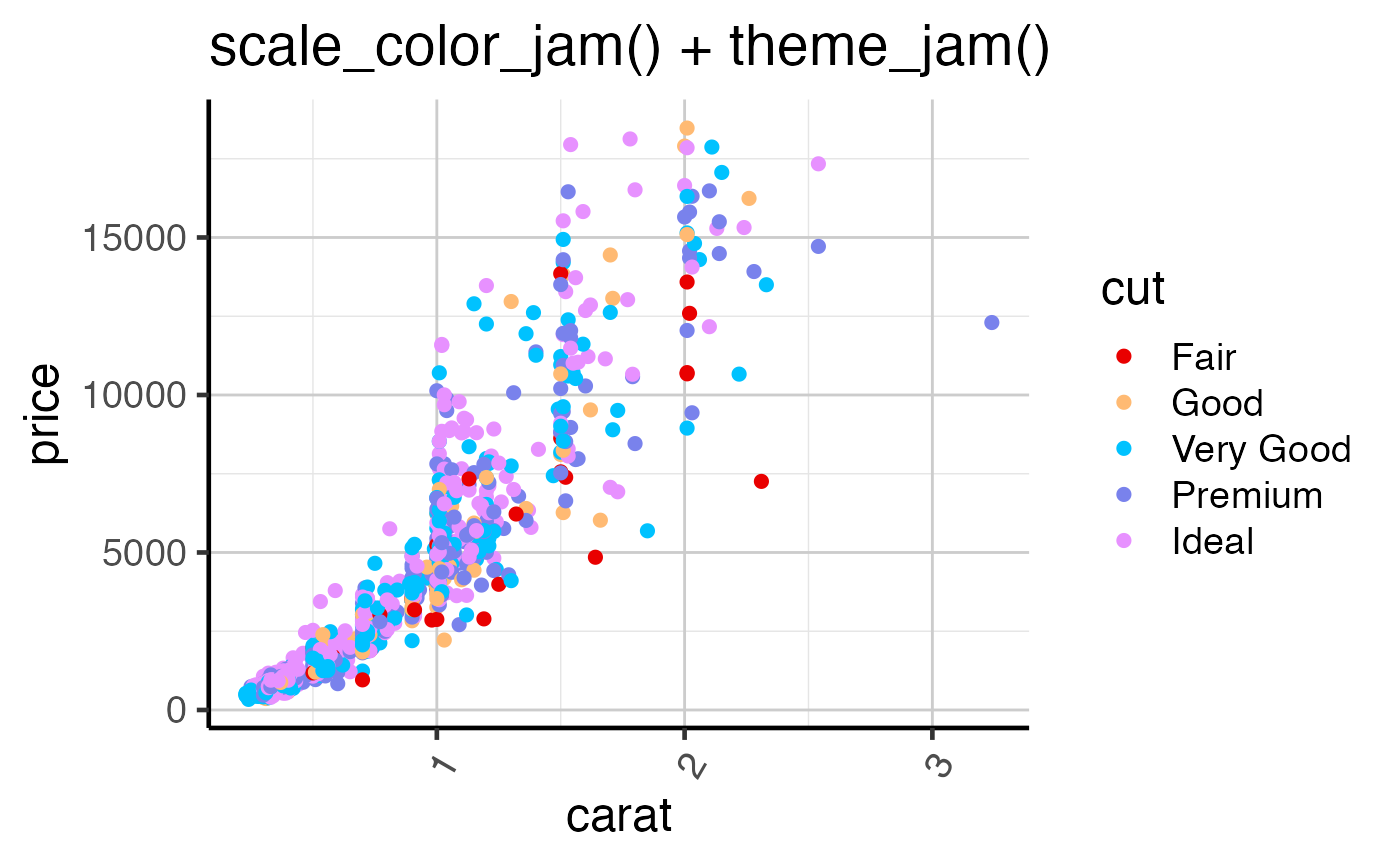 scale_color_jam() + theme_jam()
15000
10000
5000
0
price
1
2
3
carat
cut
Fair
Good
Very Good
Premium
Ideal